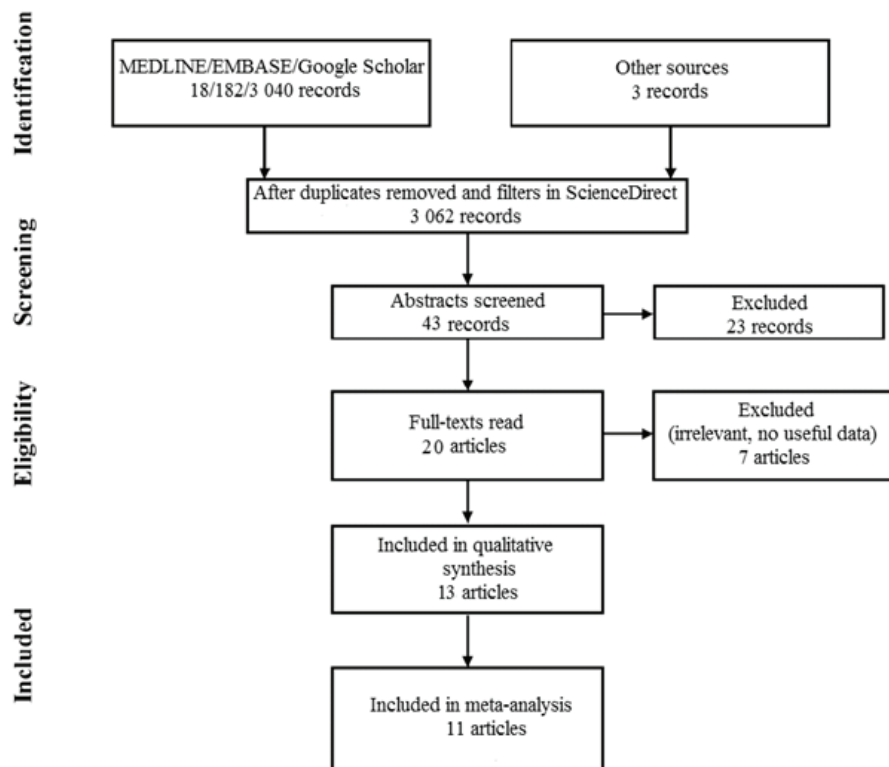 Identification
MEDLINE/EMBASE/Google Scholar
18/182/3 040 records
Other sources
3 records
After duplicates removed and filters in ScienceDirect
3 062 records
Screening
Abstracts screened
43 records
Excluded
23 records
Eligibility
Full-texts read
20 articles
Excluded
(irrelevant, no useful data)
7 articles
Included in qualitative
synthesis
13 articles
Included
Included in meta-analysis
11 articles